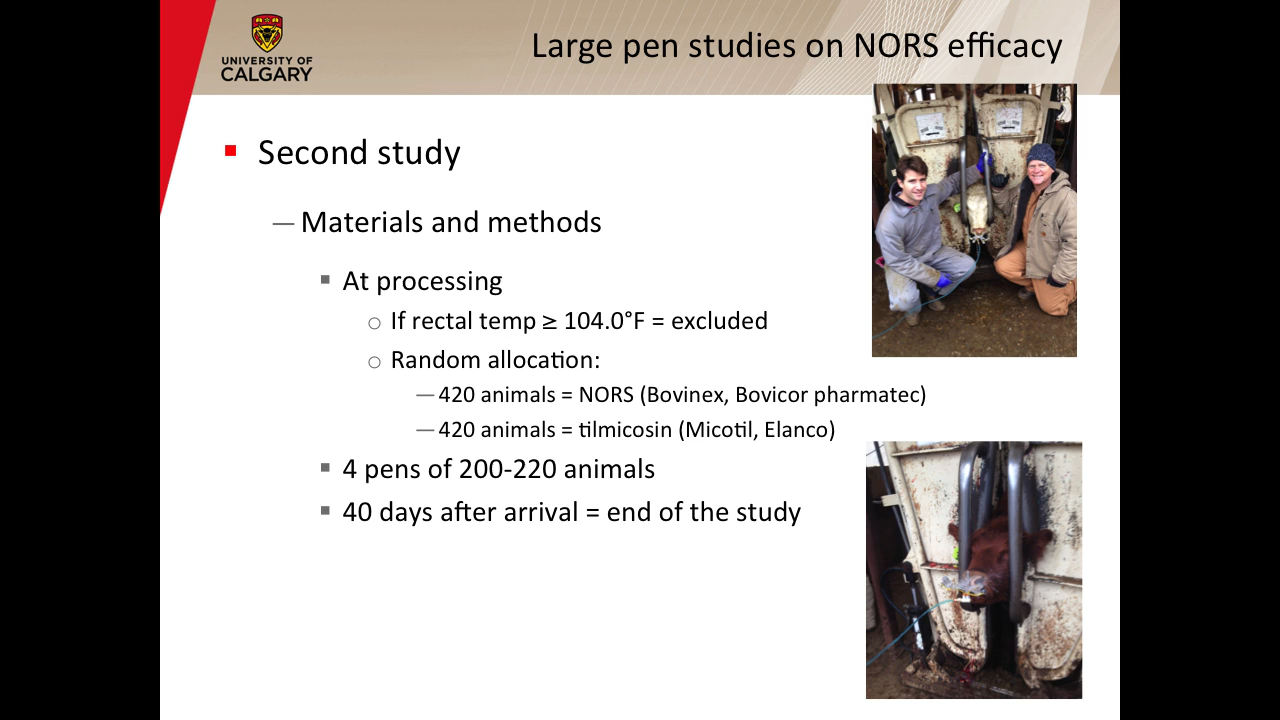 UNIVERSITY OF
CALGARY
Large pen studies on NORS efficacy
Second study
— Materials and methods
At processing
If rectal temp ≥ 104.0°F = excluded
Random allocation:
— 420 animals = NORS (Bovinex, Bovicor pharmatec)
— 420 animals = tilmicosin (Micotil, Elanco)
4 pens of 200-220 animals
40 days after arrival = end of the study